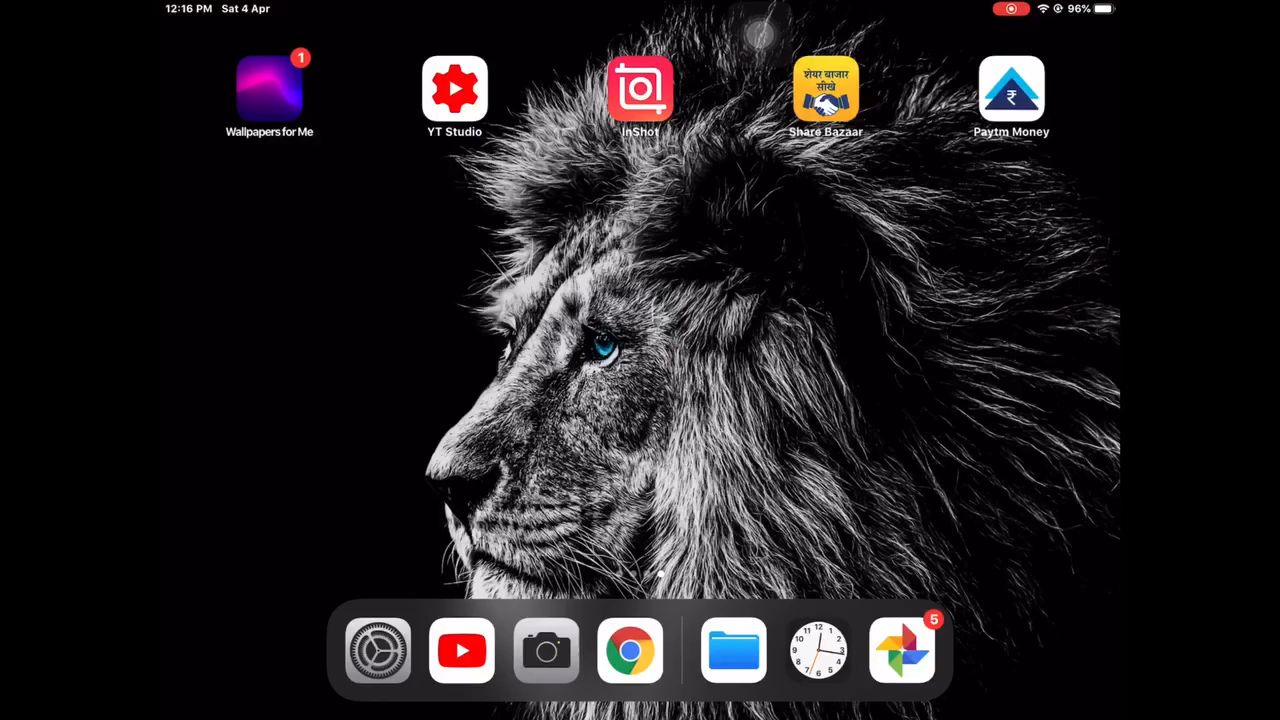 12:16 PM Sat 4 Apr
96%
1
शेयर बाजार
सीखे
₹
Wallpapers for Me
YT Studio
InShot
Share Bazaar
Paytm Money
5